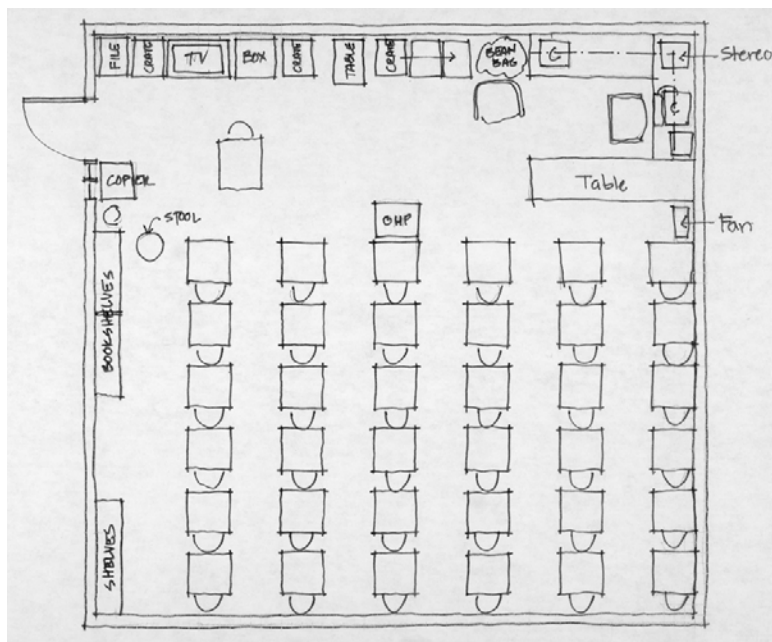 FILE
CRATE
TV
BOX
CRATE
TABLE
CRATE
BEAN
BAG
Stereo
COPIER
Table
STOOL
OHP
Fan
BOOKSHELVES
SHELVES